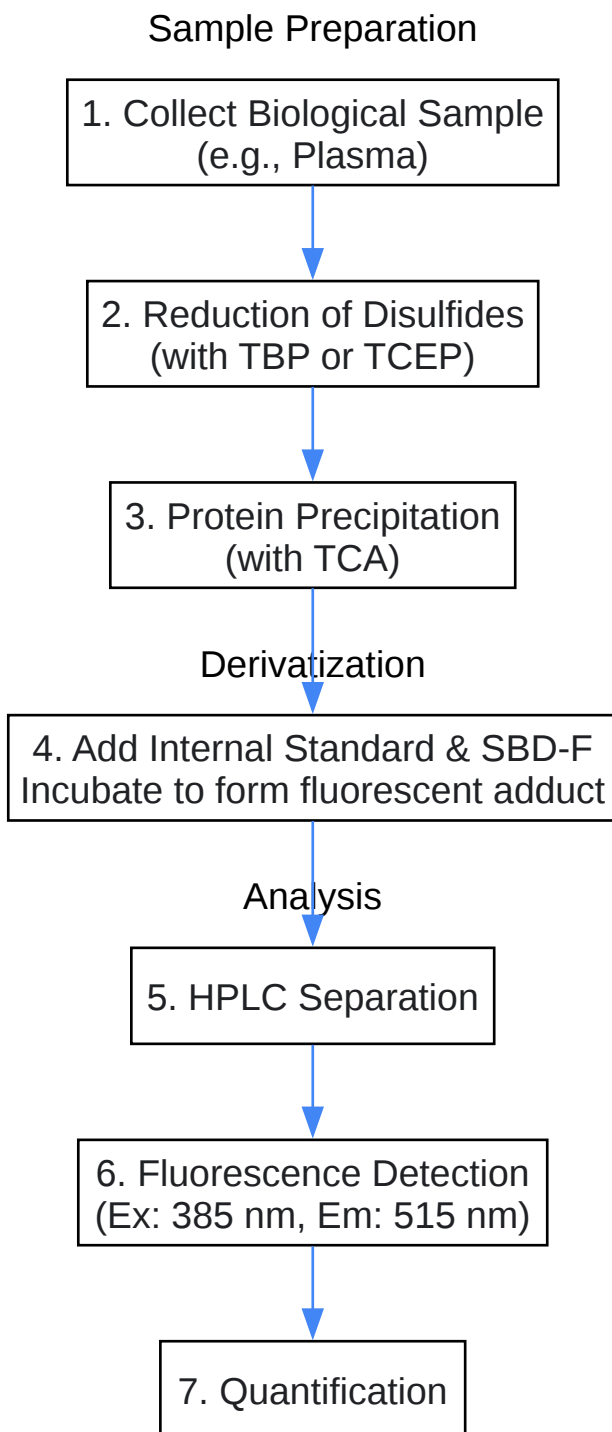 Sample Preparation
1. Collect Biological Sample
(e.g., Plasma)
2. Reduction of Disulfides
(with TBP or TCEP)
3. Protein Precipitation
(with TCA)
Derivatization
4. Add Internal Standard & SBD-F
Incubate to form fluorescent adduct
Analysis
5. HPLC Separation
6. Fluorescence Detection
(Ex: 385 nm, Em: 515 nm)
7. Quantification